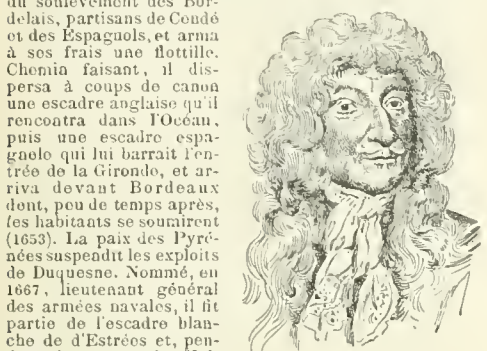 du soulèvement des Bor-
delais, partisans de Condé
et des Espagnols, et arma
à ses frais une flottille.
Chemin faisant, il dis-
persa à coups de canon
une escadre anglaise qu'il
rencontra dans l'Océan,
puis une escadre espa-
gnole qui lui barrait l'en-
trée de la Gironde, et ar-
riva devant Bordeaux
dont, peu de temps après,
les habitants se soumirent
(1653). La paix des Pyré-
nées suspendit les exploits
de Duquesne. Nommé, en
1667, lieutenant général
des armées navales, il fit
partie de l'escadre blan-
che de d'Estrées et, pen-